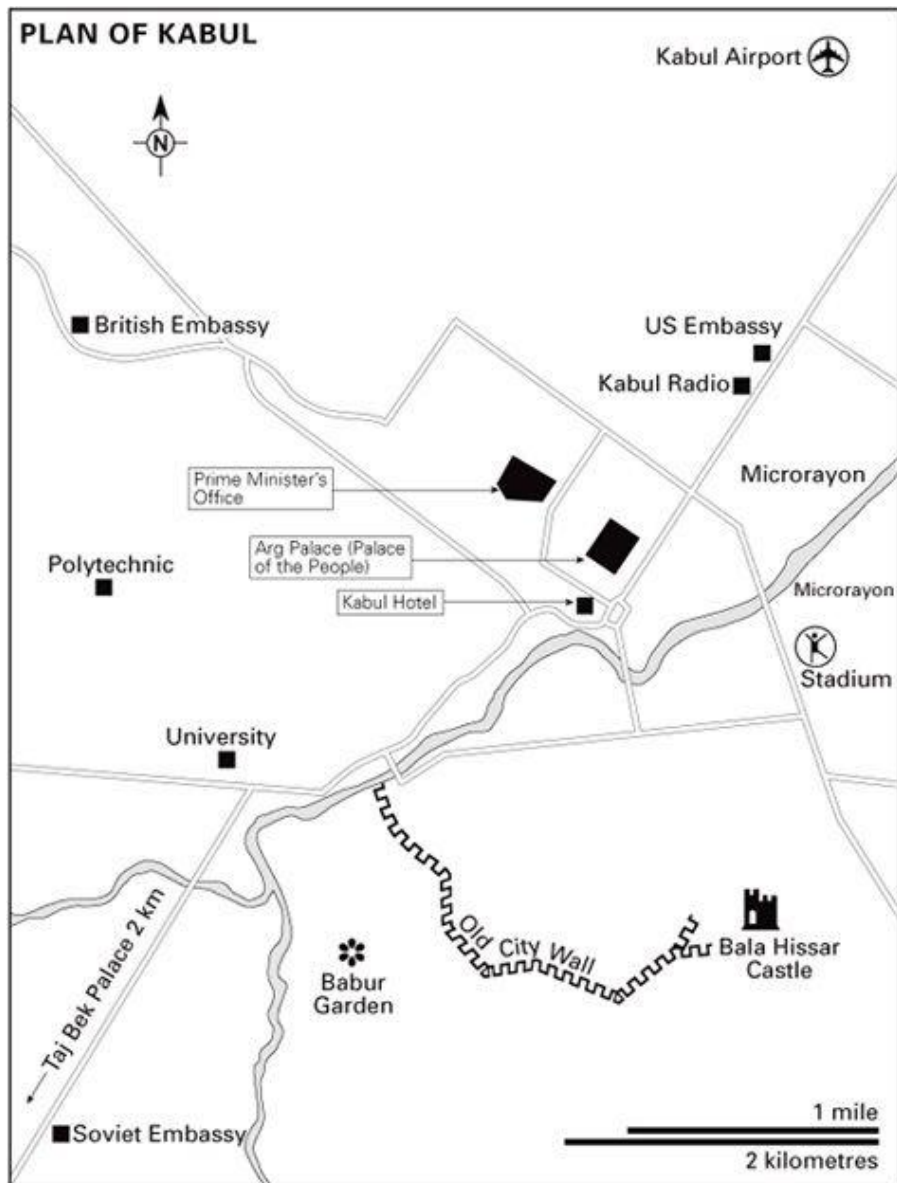 PLAN OF KABUL
Kabul Airport
N
British Embassy
US Embassy
Kabul Radio
Prime Minister's
Office
Microrayon
Arg Palace (Palace
of the People)
Polytechnic
Kabul Hotel
Microrayon
Stadium
University
Old City Wall
Bala Hissar
Castle
Babur
Garden
Taj Bek Palace 2 km
Soviet Embassy
1 mile
2 kilometres